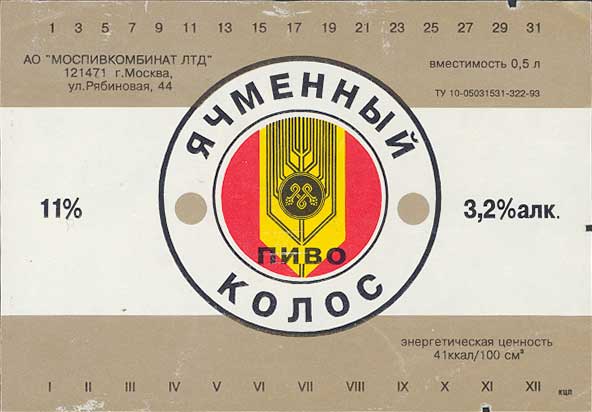 1 3 5 7 9 11 13 15 17 19 21 23 25 27 29 31
АО "МОСПИВКОМБИНАТ ЛТД"
121471 г.Москва,
ул.Рябиновая, 44
вместимость 0,5 л
ТУ 10-05031531-322-93
ЯЧМЕННЫЙ
11%
3,2%алк.
ПИВО
КОЛОС
энергетическая ценность
41ккал/100 см³
I II III IV V VI VII VIII IX X XI XII
КЦП